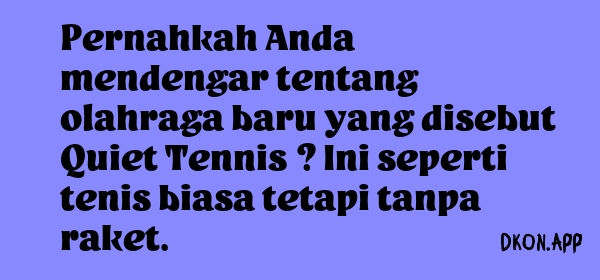 Pernahkah Anda
mendengar tentang
olahraga baru yang disebut
Quiet Tennis ? Ini seperti
tenis biasa tetapi tanpa
raket.
DKON.APP